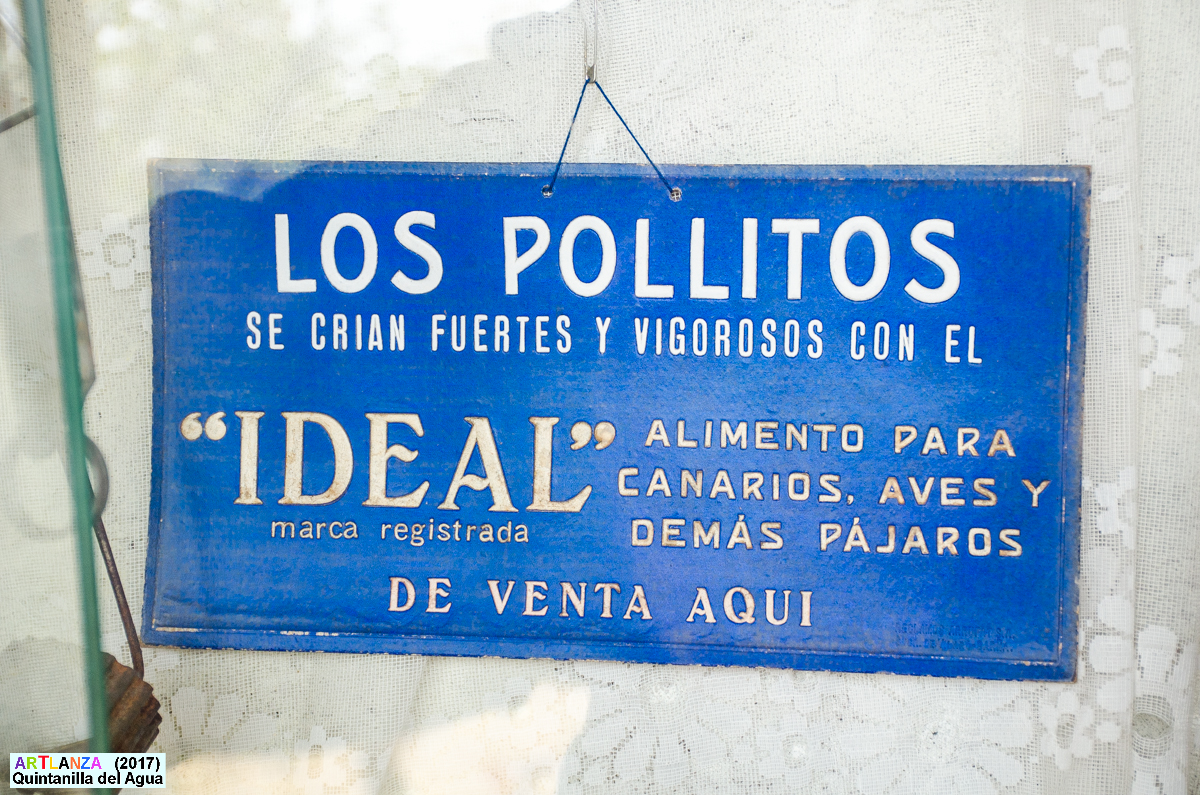 LOS POLLITOS
SE CRIAN FUERTES Y VIGOROSOS CON EL
“IDEAL”
marca registrada
ALIMENTO PARA
CANARIOS, AVES Y
DEMÁS PÁJAROS
DE VENTA AQUI
ARTLANZA (2017)
Quintanilla del Agua